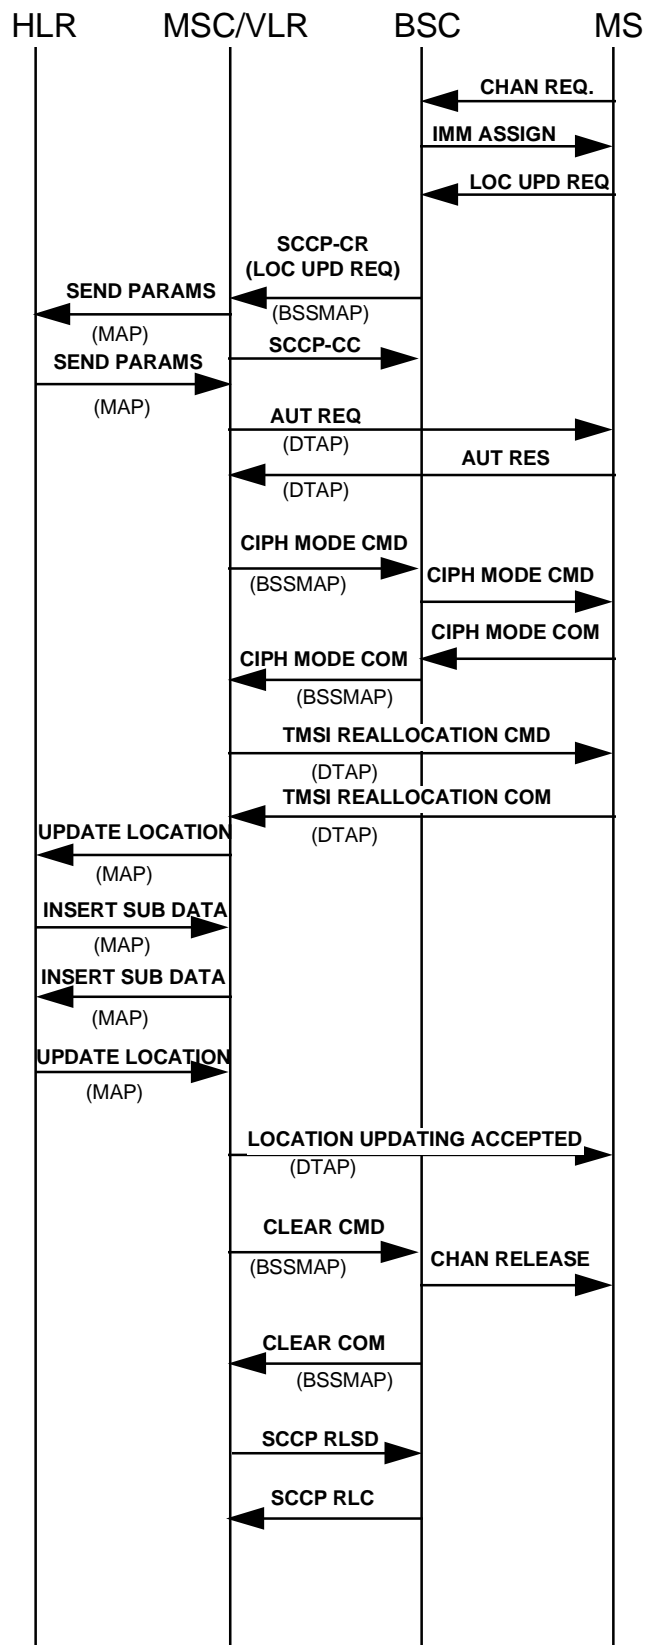 HLR MSC/VLR BSC MS
CHAN REQ.
IMM ASSIGN
LOC UPD REQ
SCCP-CR
(LOC UPD REQ)
SEND PARAMS
(BSSMAP)
(MAP)
SCCP-CC
SEND PARAMS
(MAP)
AUT REQ
(DTAP)
AUT RES
(DTAP)
CIPH MODE CMD
(BSSMAP)
CIPH MODE CMD
CIPH MODE COM
CIPH MODE COM
(BSSMAP)
TMSI REALLOCATION CMD
(DTAP)
TMSI REALLOCATION COM
(DTAP)
UPDATE LOCATION
(MAP)
INSERT SUB DATA
(MAP)
INSERT SUB DATA
(MAP)
UPDATE LOCATION
(MAP)
LOCATION UPDATING ACCEPTED
(DTAP)
CLEAR CMD
(BSSMAP)
CHAN RELEASE
CLEAR COM
(BSSMAP)
SCCP RLSD
SCCP RLC